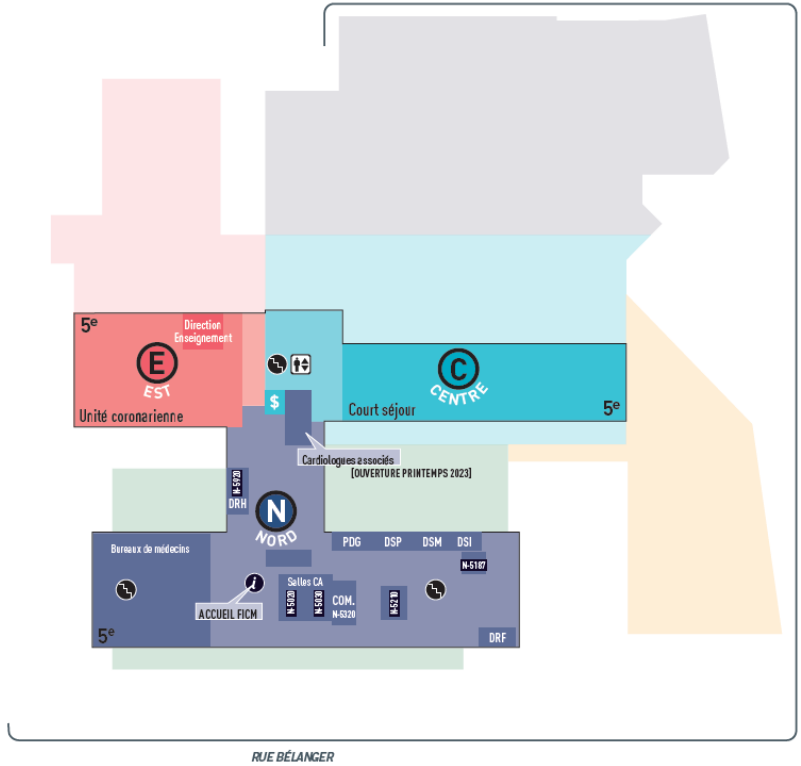 5e
Direction
Enseignement
E
EST
Unité coronarienne
$
C
CENTRE
Court séjour
5e
Cardiologues associés
[OUVERTURE PRINTEMPS 2023]
N-5920
DRH
N
NORD
PDG
DSP
DSM
DSI
N-5187
Bureaux de médecins
i
ACCUEIL FICM
Salles CA
N-5020
N-5030
COM.
N-5320
N-5210
5e
DRF
RUE BÉLANGER